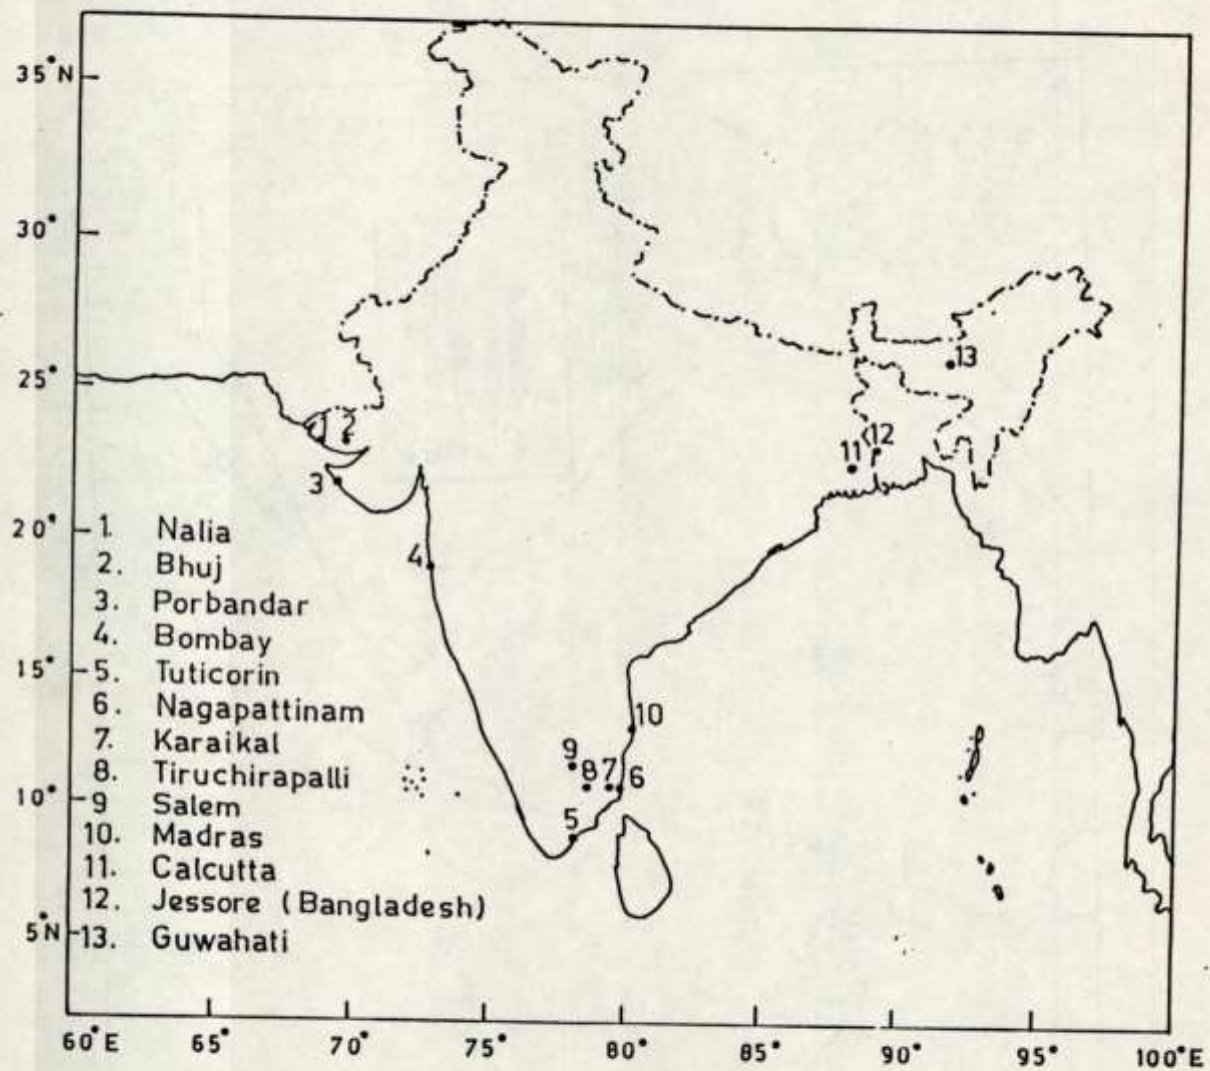 35°N
30°
25°
20°
15°
10°
5°N
1. Nalia
2. Bhuj
3. Porbandar
4. Bombay
5. Tuticorin
6. Nagapattinam
7. Karaikal
8. Tiruchirapalli
9. Salem
10. Madras
11. Calcutta
12. Jessore (Bangladesh)
13. Guwahati
13
1 2
11 12
3
4
10
9
8 7 6
5
60°E 65° 70° 75° 80° 85° 90° 95° 100°E